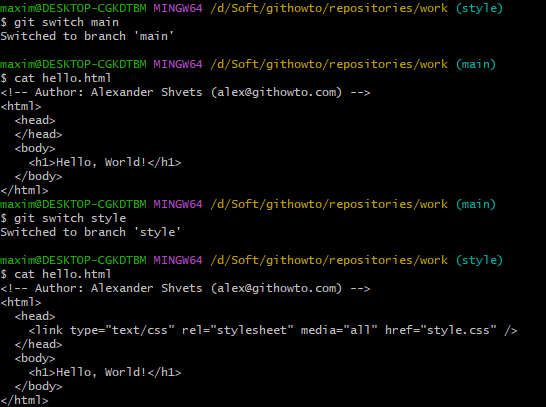 maxim@DESKTOP-CGKDTBM MINGW64 /d/Soft/githowto/repositories/work (style)
$ git switch main
Switched to branch 'main'
maxim@DESKTOP-CGKDTBM MINGW64 /d/Soft/githowto/repositories/work (main)
$ cat hello.html
<!-- Author: Alexander Shvets (alex@githowto.com) -->
<html>
  <head>
  </head>
  <body>
    <h1>Hello, World!</h1>
  </body>
</html>
maxim@DESKTOP-CGKDTBM MINGW64 /d/Soft/githowto/repositories/work (main)
$ git switch style
Switched to branch 'style'
maxim@DESKTOP-CGKDTBM MINGW64 /d/Soft/githowto/repositories/work (style)
$ cat hello.html
<!-- Author: Alexander Shvets (alex@githowto.com) -->
<html>
  <head>
    <link type="text/css" rel="stylesheet" media="all" href="style.css" />
  </head>
  <body>
    <h1>Hello, World!</h1>
  </body>
</html>